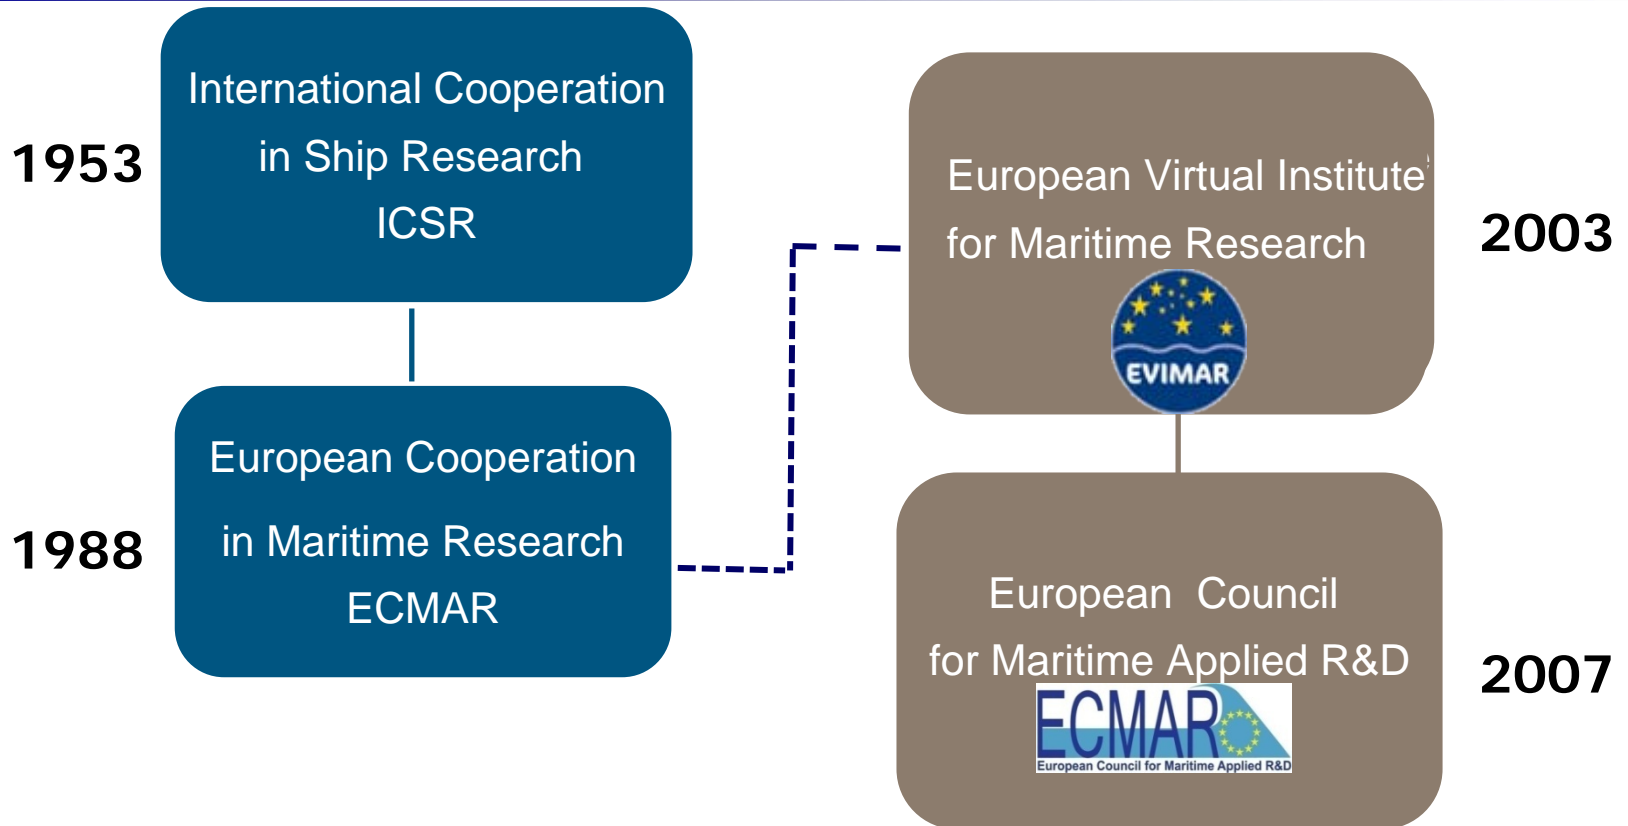 1953
International Cooperation
in Ship Research
ICSR
1988
European Cooperation
in Maritime Research
ECMAR
European Virtual Institute
for Maritime Research
EVIMAR
2003
European Council
for Maritime Applied R&D
ECMAR
European Council for Maritime Applied R&D
2007